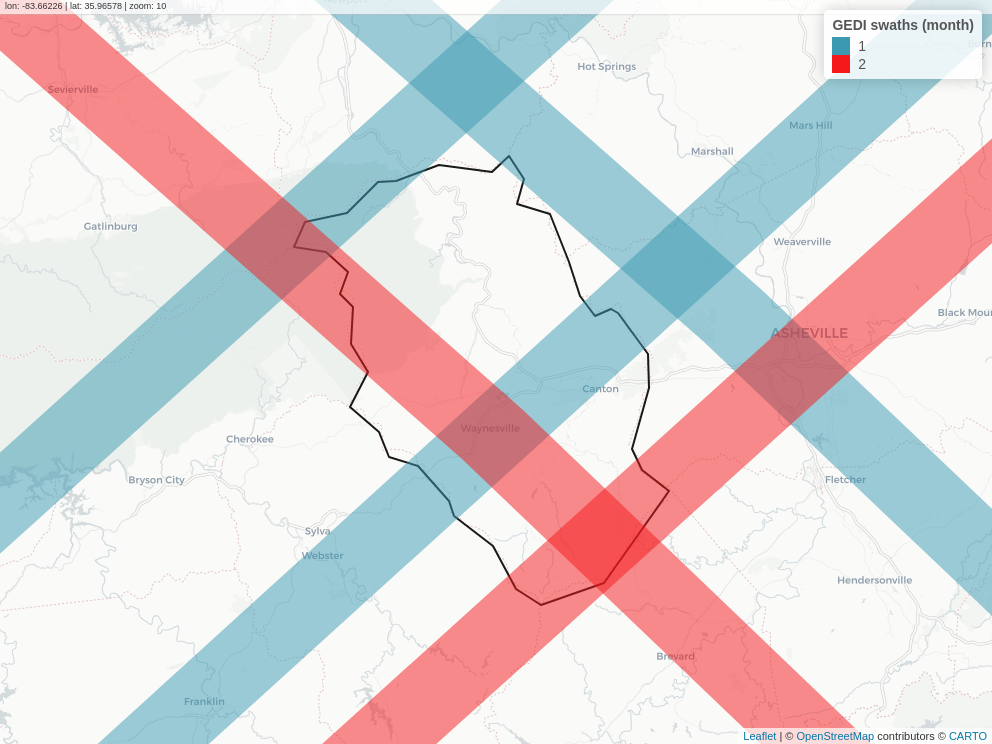 lon: -83.66226 | lat: 35.96578 | zoom: 10
GEDI swaths (month)
1
2
Hot Springs
Sevierville
Mars Hill
Marshall
Gatlinburg
Weaverville
Black Mou
ASHEVILLE
Canton
Waynesville
Cherokee
Bryson City
Fletcher
Sylva
Webster
Hendersonville
Brevard
Franklin
Leaflet | © OpenStreetMap contributors © CARTO